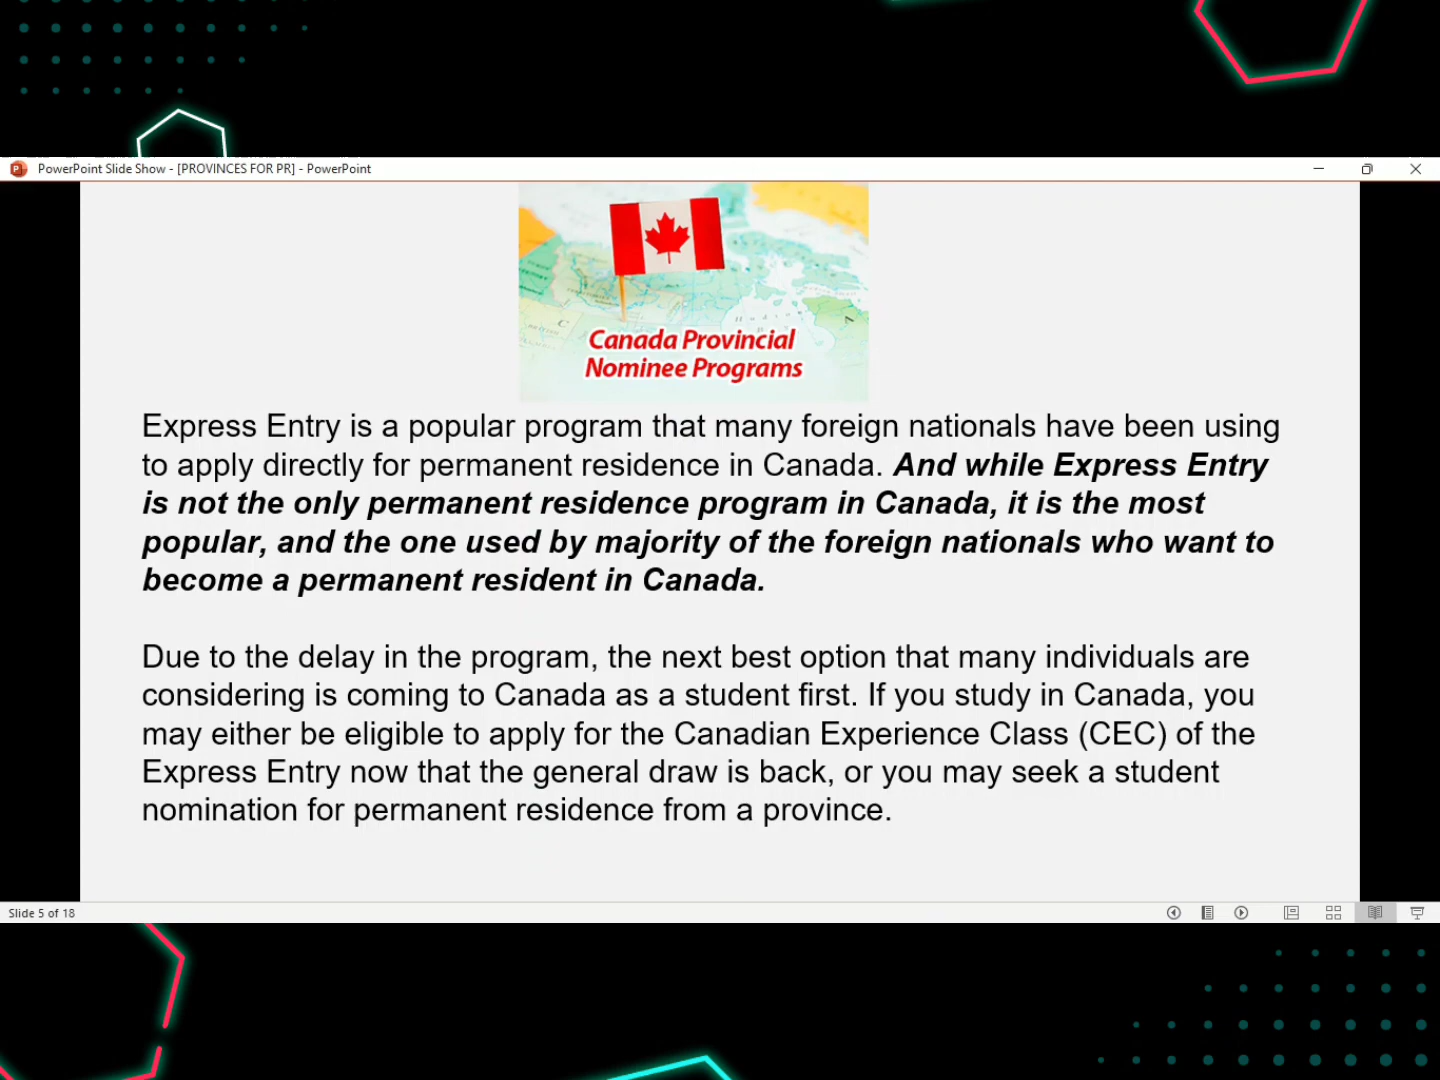 PowerPoint Slide Show - [PROVINCES FOR PR] - PowerPoint
Canada Provincial
Nominee Programs
Express Entry is a popular program that many foreign nationals have been using
to apply directly for permanent residence in Canada. And while Express Entry
is not the only permanent residence program in Canada, it is the most
popular, and the one used by majority of the foreign nationals who want to
become a permanent resident in Canada.
Due to the delay in the program, the next best option that many individuals are
considering is coming to Canada as a student first. If you study in Canada, you
may either be eligible to apply for the Canadian Experience Class (CEC) of the
Express Entry now that the general draw is back, or you may seek a student
nomination for permanent residence from a province.
Slide 5 of 18